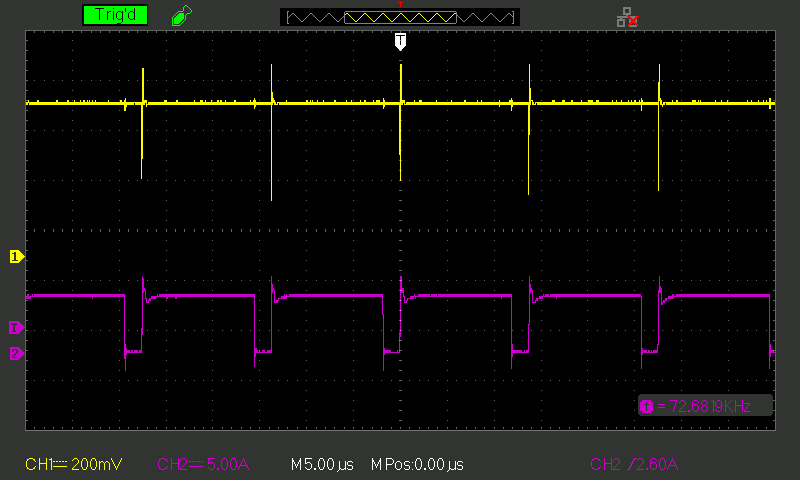 Trig'd
T
T
1
T
2
T = 72.6819KHz
CH1 200mV CH2 5.00A M 5.00µs M Pos:0.00µs CH2 /2.60A